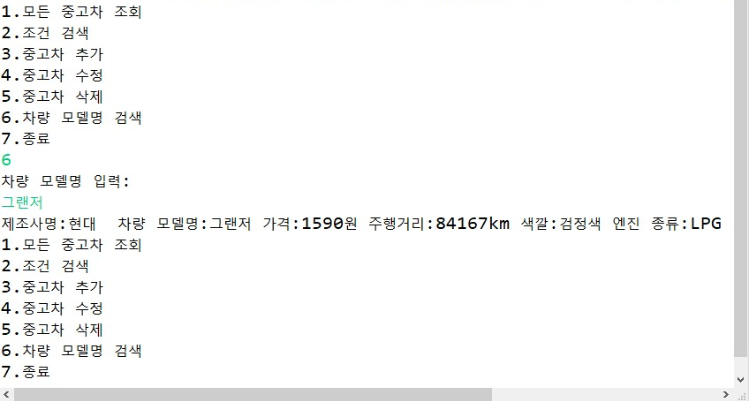 1.모든 중고차 조회
2.조건 검색
3.중고차 추가
4.중고차 수정
5.중고차 삭제
6.차량 모델명 검색
7.종료
6
차량 모델명 입력:
그랜저
제조사명:현대  차량 모델명:그랜저 가격:1590원 주행거리:84167km 색깔:검정색 엔진 종류:LPG
1.모든 중고차 조회
2.조건 검색
3.중고차 추가
4.중고차 수정
5.중고차 삭제
6.차량 모델명 검색
7.종료